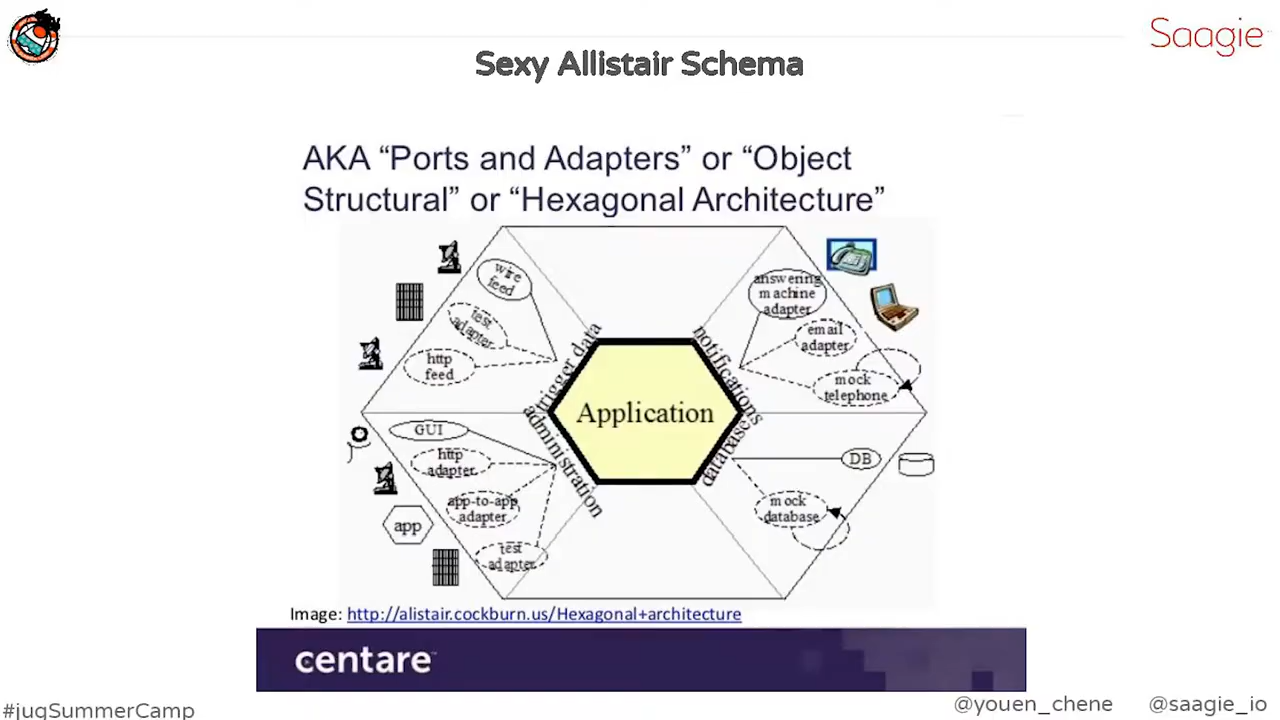 Saagie
Sexy Allistair Schema
AKA “Ports and Adapters” or “Object
Structural” or “Hexagonal Architecture”
wire
feed
test
adapter
http
feed
trigger data
answering
machine
adapter
email
adapter
mock
telephone
notifications
Application
GUI
http
adapter
app-to-app
adapter
test
adapter
app
administration
database
DB
mock
database
Image: http://alistair.cockburn.us/Hexagonal+architecture
centare
#jugSummerCamp
@youen_chene
@saagie_io